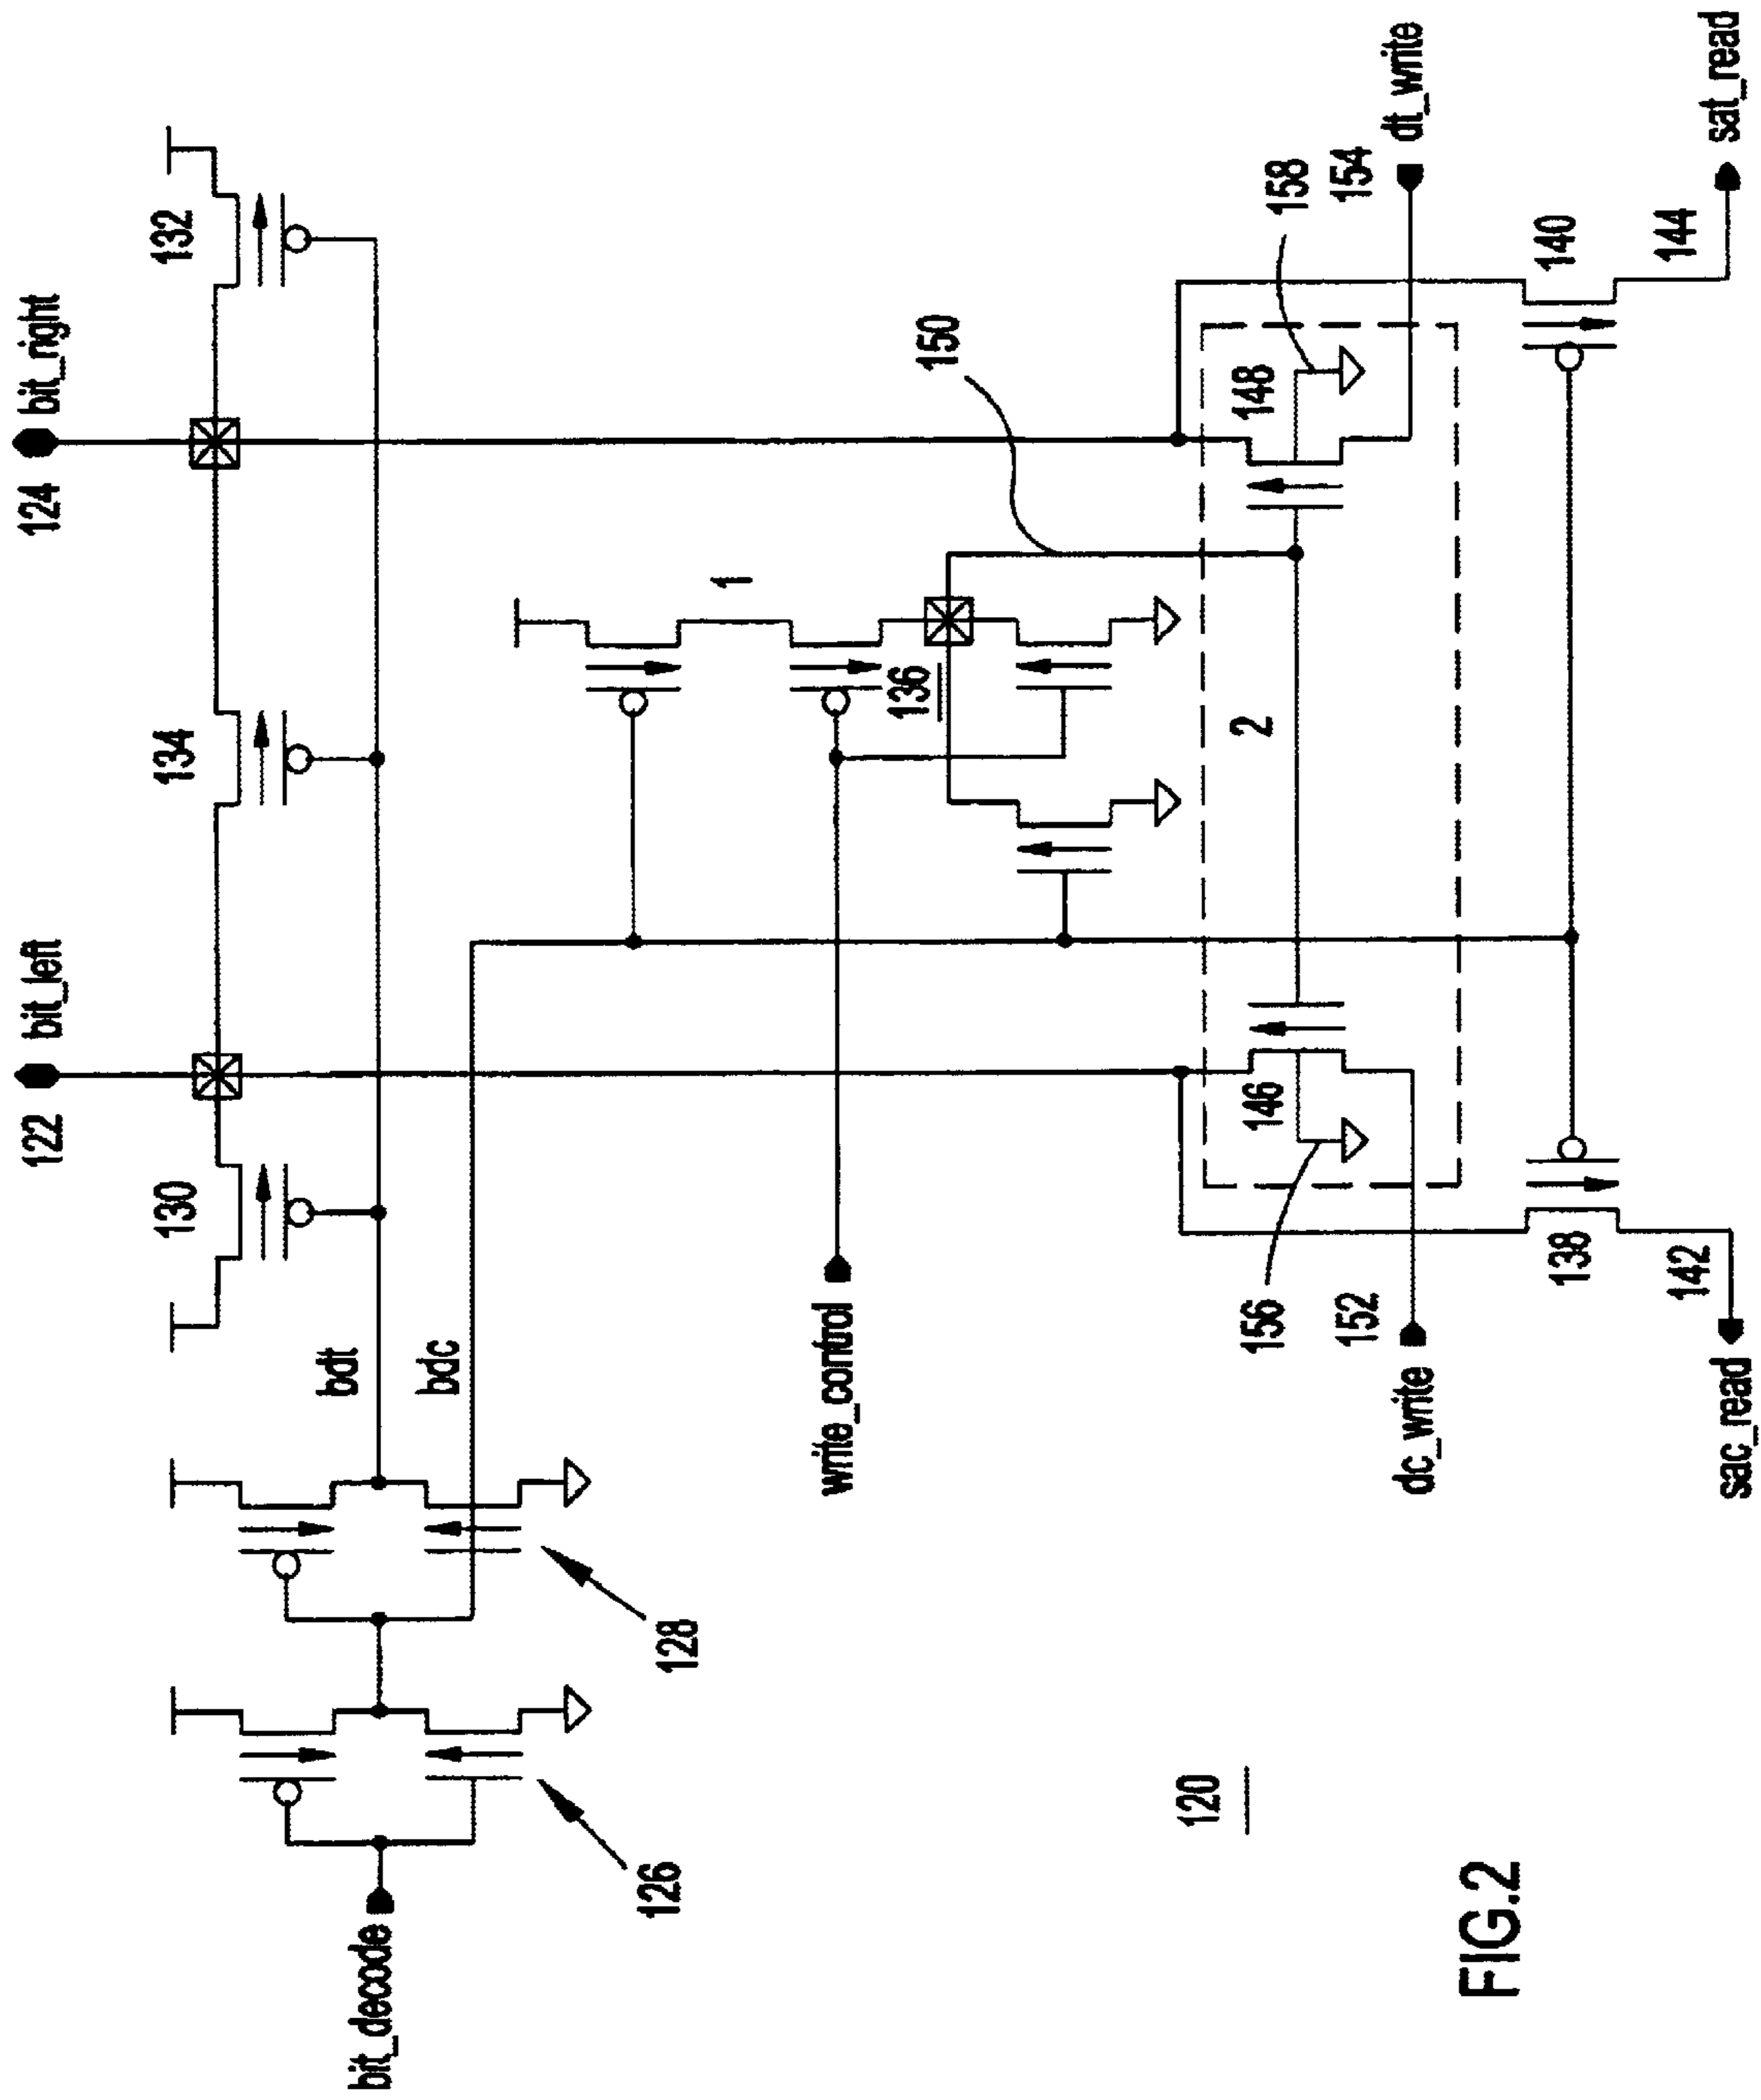 122
bit_left
124
bit_right
130
134
132
bdt
bdc
bit_decode
126
128
1
136
150
write_control
2
146
148
156
158
152
154
dc_write
dt_write
138
140
142
144
sac_read
sat_read
120
FIG.2